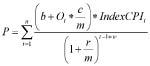 P = \sum_{t=1}^{n} \frac{\left(b + O_t * \frac{c}{m}\right) * IndexCPI_t}{\left(1 + \frac{r}{m}\right)^{t-1+w}}